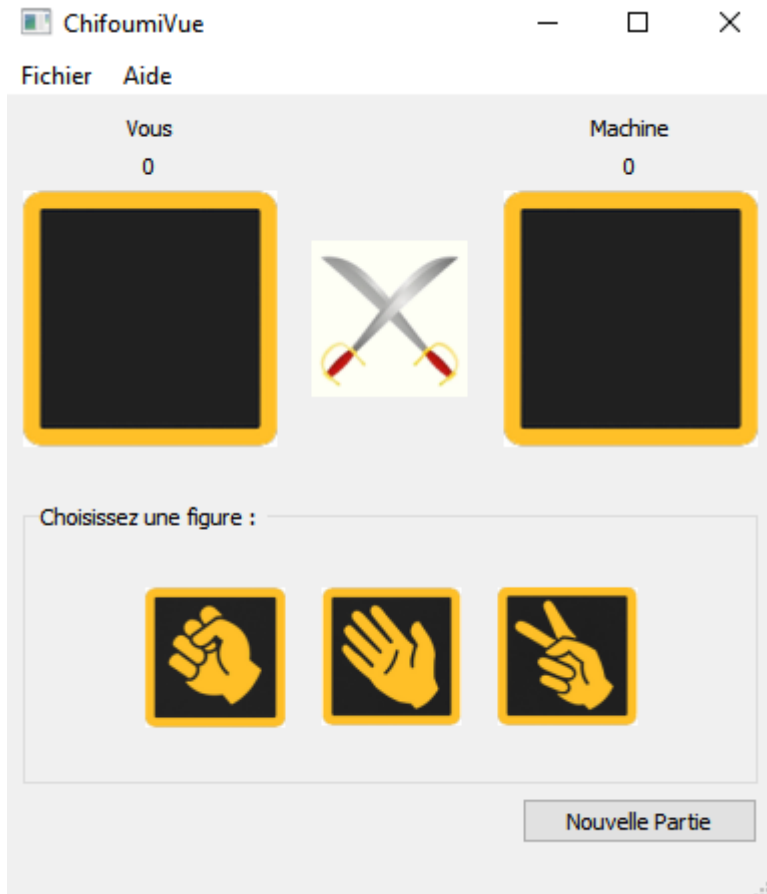 ChifoumiVue
Fichier Aide
Vous Machine
0 0
Choisissez une figure :
Nouvelle Partie